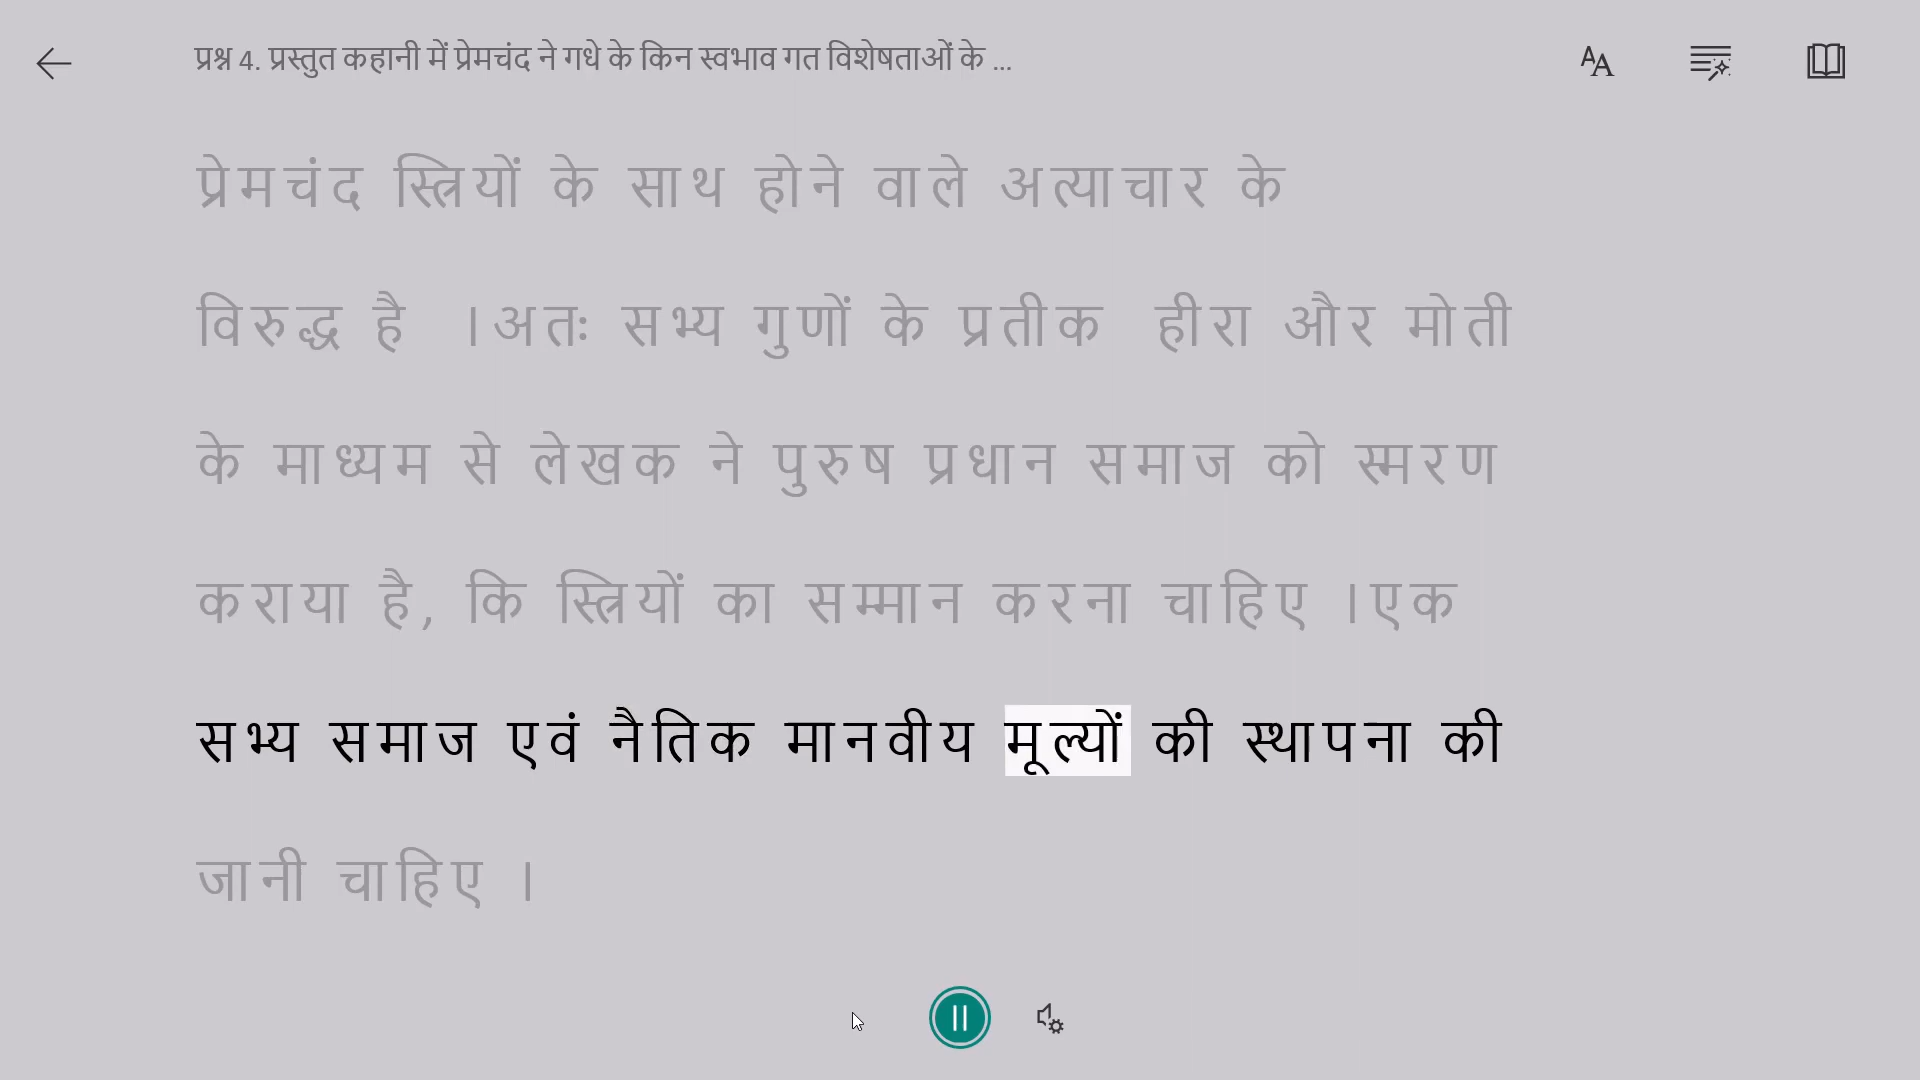 प्रश्न 4. प्रस्तुत कहानी में प्रेमचंद ने गधे के किन स्वभाव गत विशेषताओं के ...
प्रेमचंद स्त्रियों के साथ होने वाले अत्याचार के
विरुद्ध है ।अतः सभ्य गुणों के प्रतीक हीरा और मोती
के माध्यम से लेखक ने पुरुष प्रधान समाज को स्मरण
कराया है, कि स्त्रियों का सम्मान करना चाहिए ।एक
सभ्य समाज एवं नैतिक मानवीय मूल्यों की स्थापना की
जानी चाहिए ।